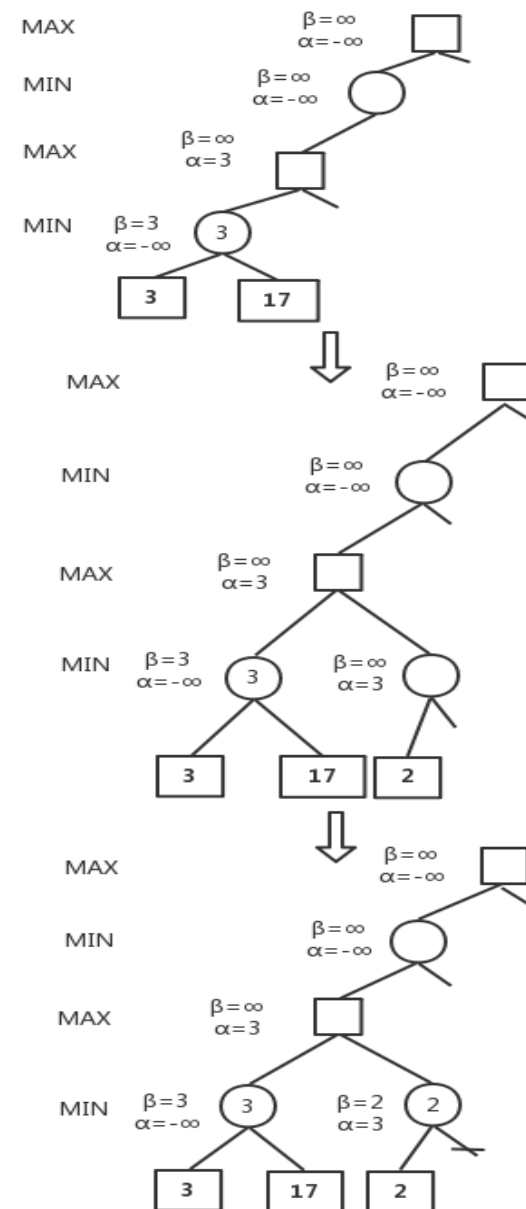 MAX β=∞
α=-∞
MIN β=∞
α=-∞
MAX β=∞
α=3
MIN β=3
α=-∞ 3
3 17
MAX β=∞
α=-∞
MIN β=∞
α=-∞
MAX β=∞
α=3
MIN β=3 3 β=∞
α=-∞ α=3
3 17 2
MAX β=∞
α=-∞
MIN β=∞
α=-∞
MAX β=∞
α=3
MIN β=3 3 β=2 2
α=-∞ α=3
3 17 2